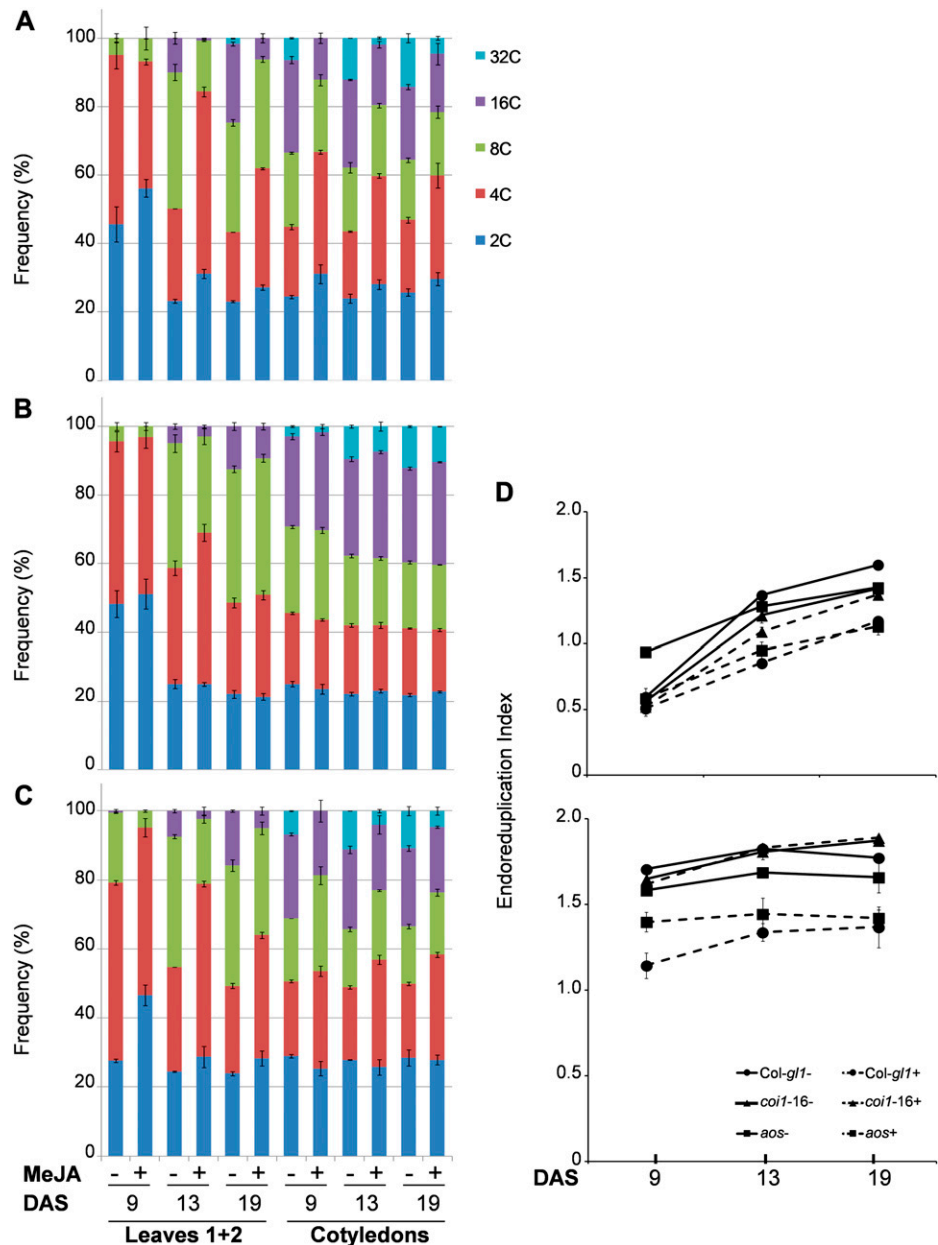 A
100
80
60
40
20
0
Frequency (%)
32C
16C
8C
4C
2C
B
100
80
60
40
20
0
Frequency (%)
C
100
80
60
40
20
0
Frequency (%)
MeJA - + - + - + - + - + - +
DAS 9 13 19 9 13 19
Leaves 1+2 Cotyledons
D
2.0
1.5
1.0
0.5
0
Endoreduplication Index
2.0
1.5
1.0
0.5
0
Col-gl1- Col-gl1+
coi1-16- coi1-16+
aos- aos+
DAS 9 13 19